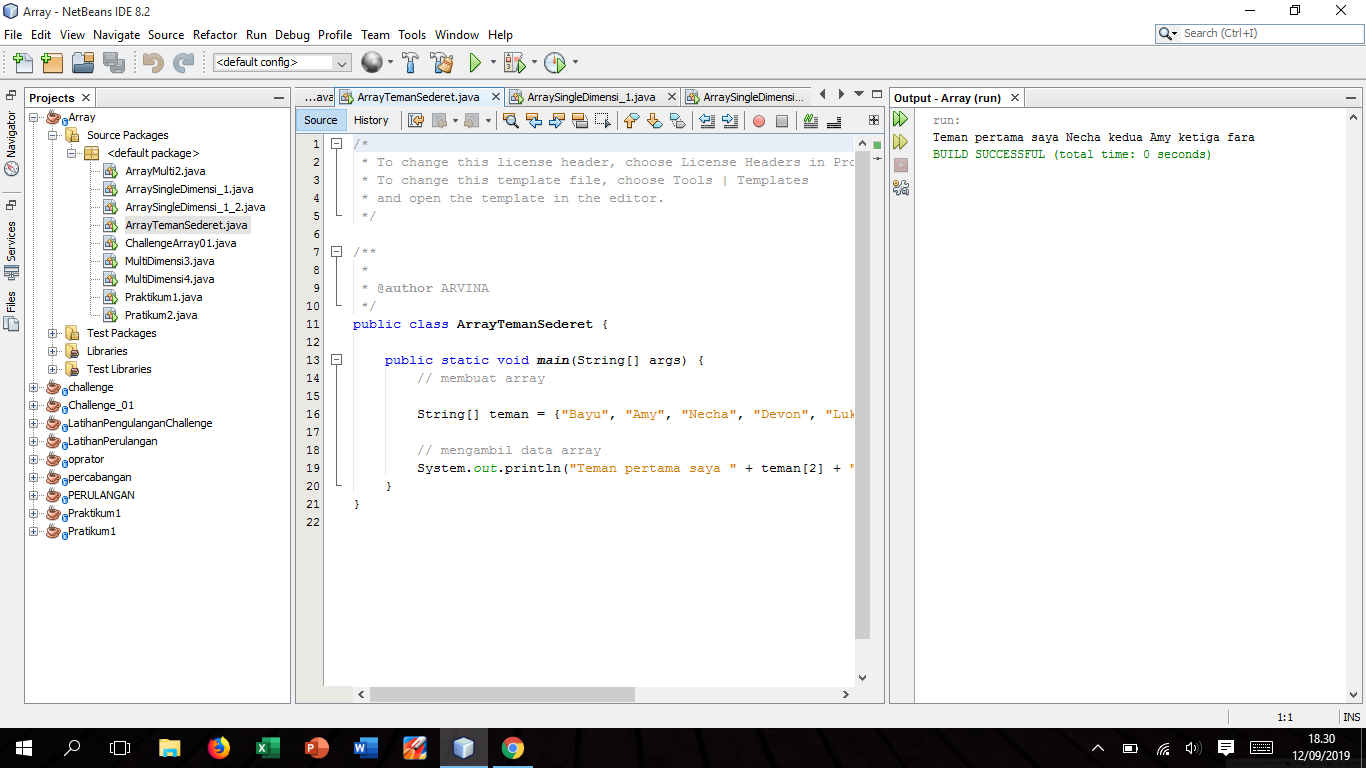 Array - NetBeans IDE 8.2
File Edit View Navigate Source Refactor Run Debug Profile Team Tools Window Help
Search (Ctrl+I)
<default config>
Navigator
Services
Files
Projects
Array
Source Packages
<default package>
ArrayMulti2.java
ArraySingleDimensi_1.java
ArraySingleDimensi_1_2.java
ArrayTemanSederet.java
ChallengeArray01.java
MultiDimensi3.java
MultiDimensi4.java
Praktikum1.java
Pratikum2.java
Test Packages
Libraries
Test Libraries
challenge
Challenge_01
LatihanPengulanganChallenge
LatihanPerulangan
oprator
percabangan
PERULANGAN
Praktikum1
Pratikum1
...ava ArrayTemanSederet.java ArraySingleDimensi_1.java ArraySingleDimensi...
Source History
1 /*
2 * To change this license header, choose License Headers in Pro
3 * To change this template file, choose Tools | Templates
4 * and open the template in the editor.
5 */
6
7 /**
8 *
9 * @author ARVINA
10 */
11 public class ArrayTemanSederet {
12
13 public static void main(String[] args) {
14 // membuat array
15
16 String[] teman = {"Bayu", "Amy", "Necha", "Devon", "Luk
17
18 // mengambil data array
19 System.out.println("Teman pertama saya " + teman[2] + "
20 }
21 }
22
Output - Array (run)
run:
Teman pertama saya Necha kedua Amy ketiga fara
BUILD SUCCESSFUL (total time: 0 seconds)
1:1 INS
18.30
12/09/2019